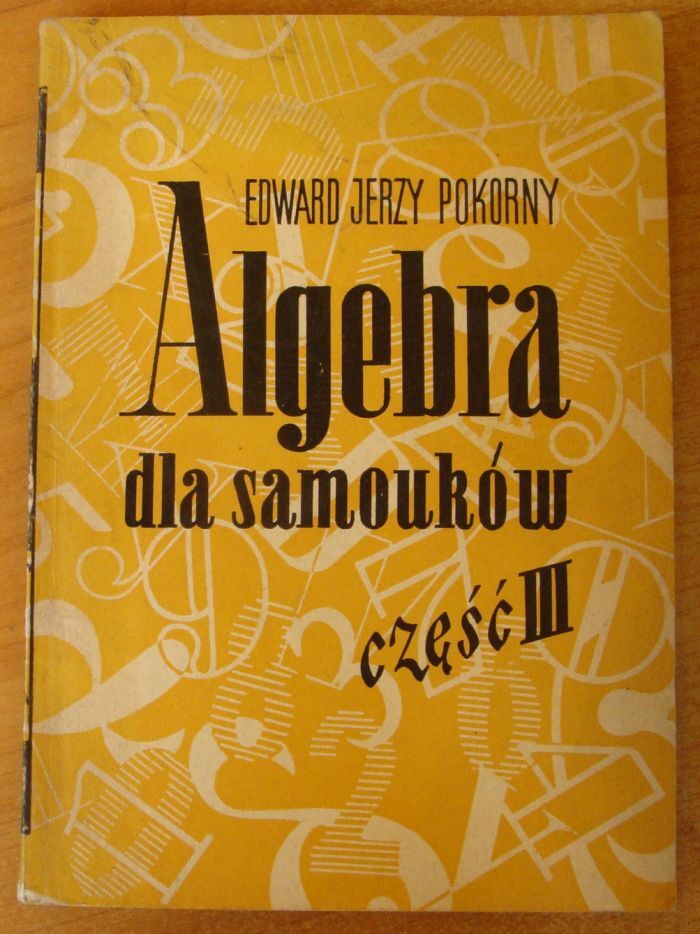 EDWARD JERZY POKORNY
Algebra
dla samouków
część III